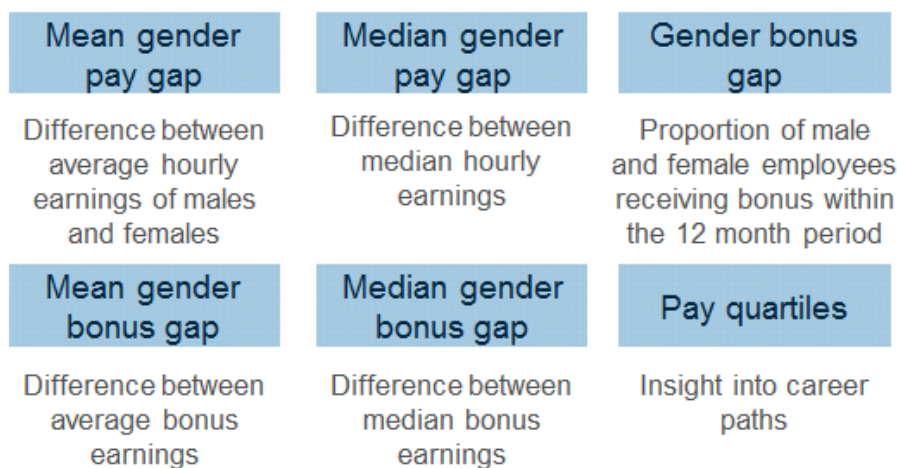 Mean gender
pay gap
Difference between
average hourly
earnings of males
and females
Median gender
pay gap
Difference between
median hourly
earnings
Gender bonus
gap
Proportion of male
and female employees
receiving bonus within
the 12 month period
Mean gender
bonus gap
Difference between
average bonus
earnings
Median gender
bonus gap
Difference between
median bonus
earnings
Pay quartiles
Insight into career
paths